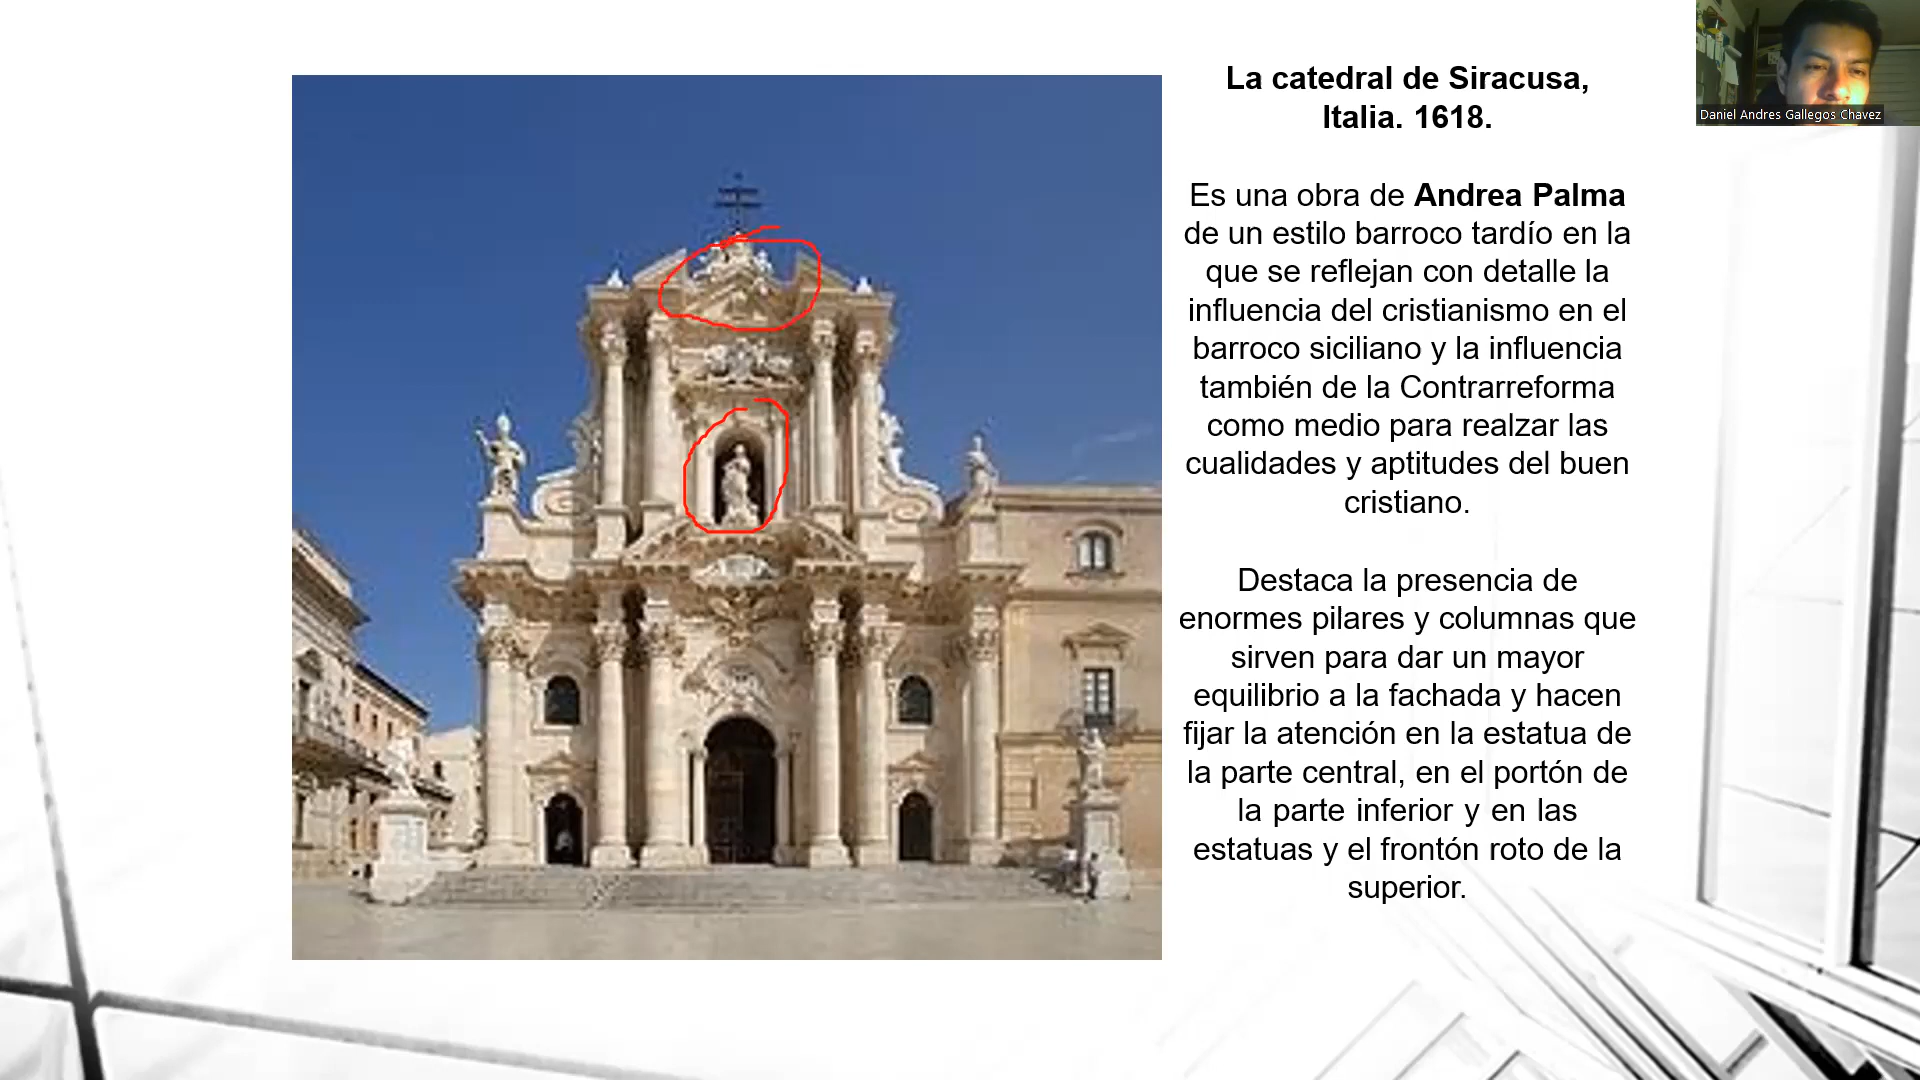 La catedral de Siracusa,
Italia. 1618.
Es una obra de Andrea Palma
de un estilo barroco tardío en la
que se reflejan con detalle la
influencia del cristianismo en el
barroco siciliano y la influencia
también de la Contrarreforma
como medio para realzar las
cualidades y aptitudes del buen
cristiano.
Destaca la presencia de
enormes pilares y columnas que
sirven para dar un mayor
equilibrio a la fachada y hacen
fijar la atención en la estatua de
la parte central, en el portón de
la parte inferior y en las
estatuas y el frontón roto de la
superior.
Daniel Andres Gallegos Chavez